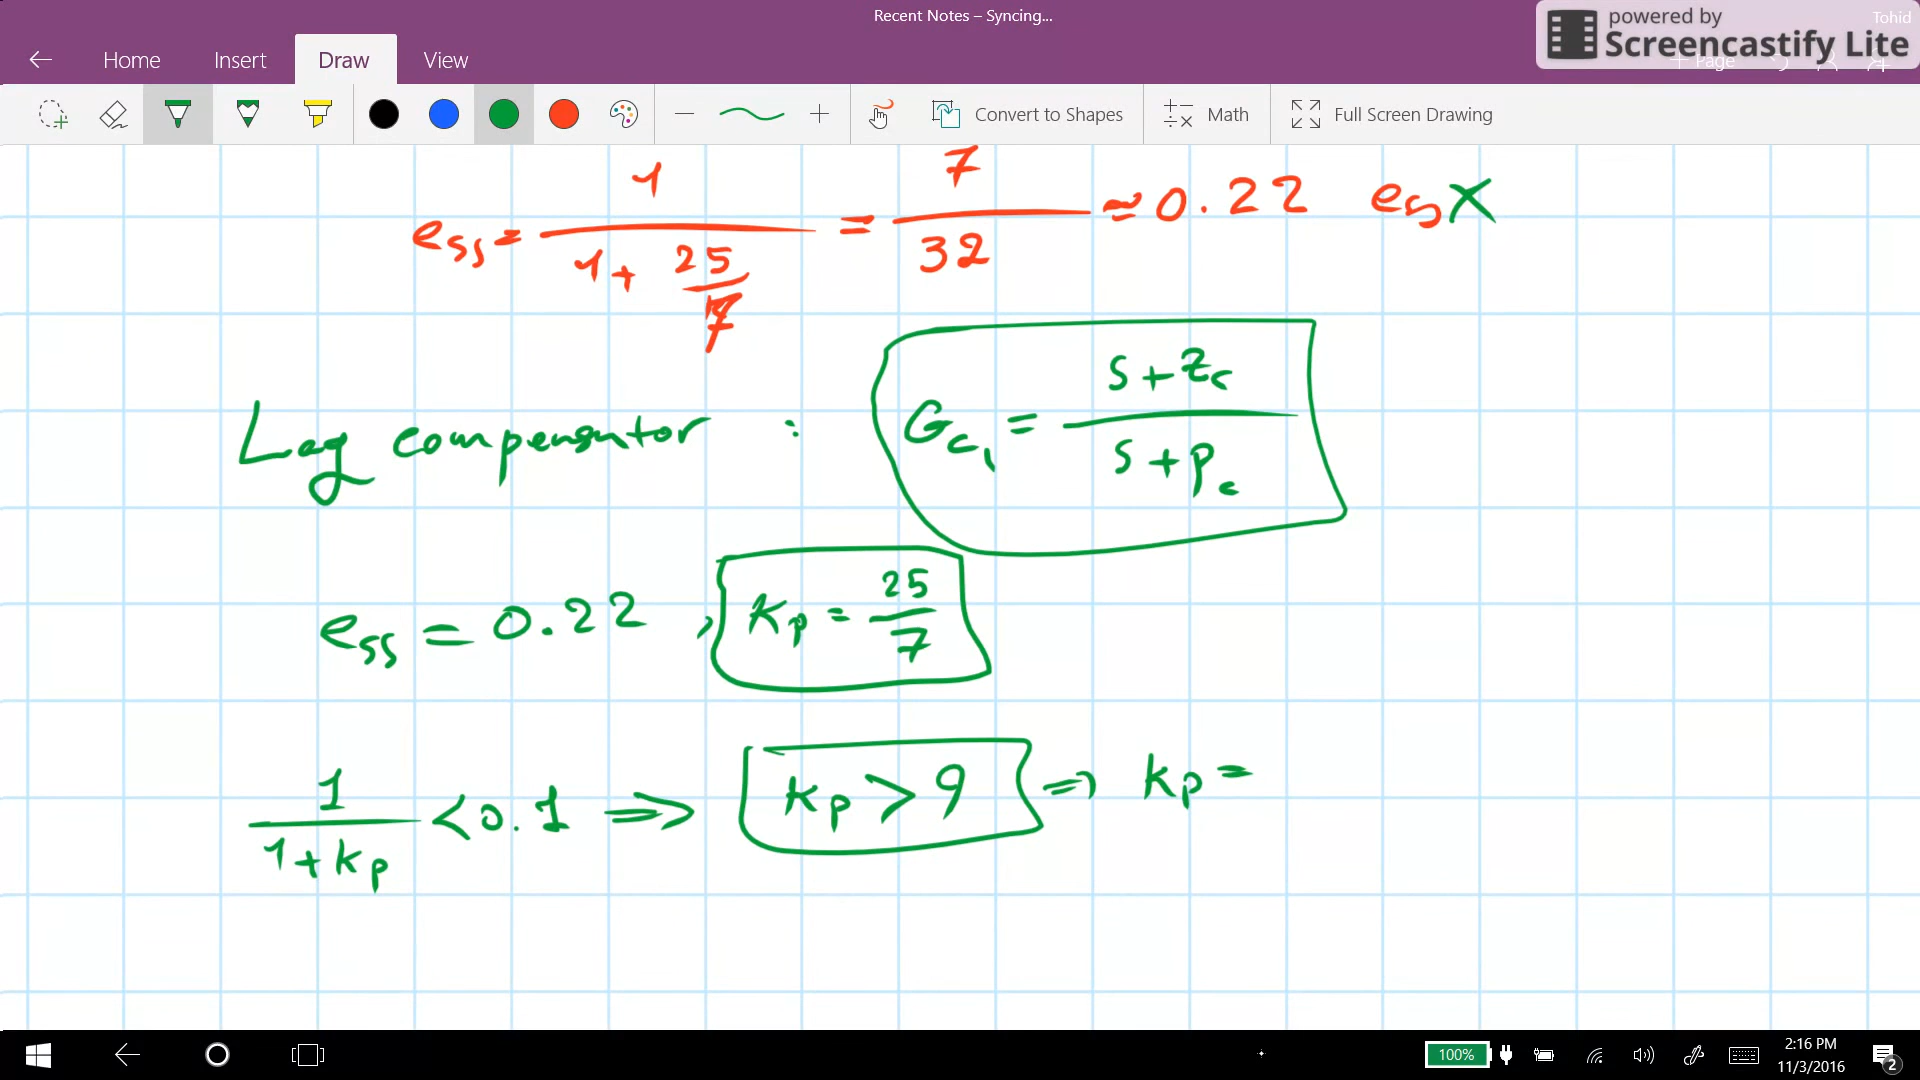 Recent Notes – Syncing...
powered by
Screencastify Lite
Tohid
Home Insert Draw View
+ Page
Convert to Shapes Math Full Screen Drawing
ess = 1 / (1 + 25/7) = 7/32 ≈ 0.22 ess X
Lag compensator : Gc1 = (s + zc) / (s + pc)
ess = 0.22 , kp = 25/7
1 / (1 + kp) < 0.1 ⇒ kp > 9 ⇒ kp =
100%
2:16 PM
11/3/2016
2